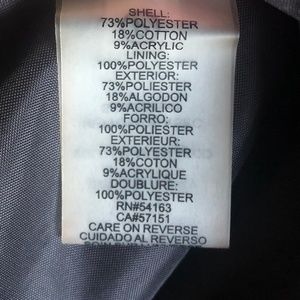 SHELL:
73%POLYESTER
18%COTTON
9%ACRYLIC
LINING:
100%POLYESTER
EXTERIOR:
73%POLIESTER
18%ALGODON
9%ACRILICO
FORRO:
100%POLIESTER
EXTERIEUR:
73%POLYESTER
18%COTON
9%ACRYLIQUE
DOUBLURE:
100%POLYESTER
RN#54163
CA#57151
CARE ON REVERSE
CUIDADO AL REVERSO